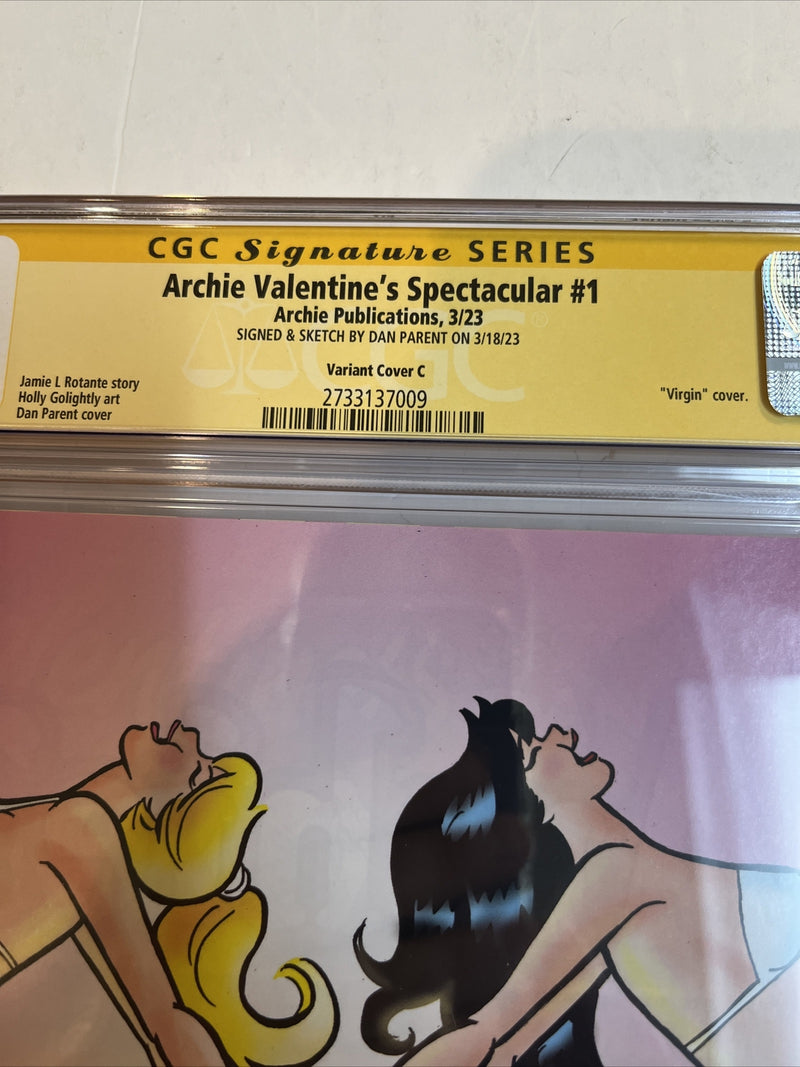 CGC Signature SERIES
Archie Valentine's Spectacular #1
Archie Publications, 3/23
SIGNED & SKETCH BY DAN PARENT ON 3/18/23
CGC
Variant Cover C
2733137009
Jamie L Rotante story
Holly Golightly art
Dan Parent cover
"Virgin" cover.